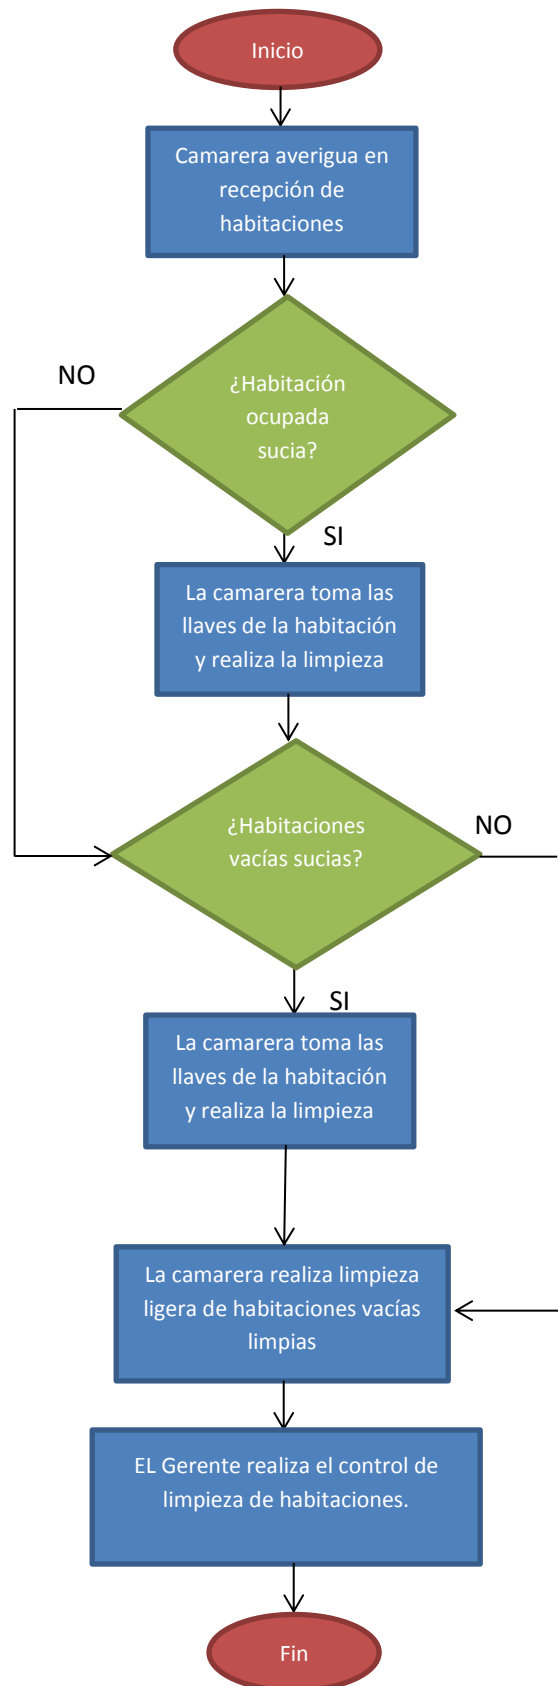 Inicio
Camarera averigua en
recepción de
habitaciones
¿Habitación
ocupada
sucia?
NO
SI
La camarera toma las
llaves de la habitación
y realiza la limpieza
¿Habitaciones
vacías sucias?
NO
SI
La camarera toma las
llaves de la habitación
y realiza la limpieza
La camarera realiza limpieza
ligera de habitaciones vacías
limpias
EL Gerente realiza el control de
limpieza de habitaciones.
Fin